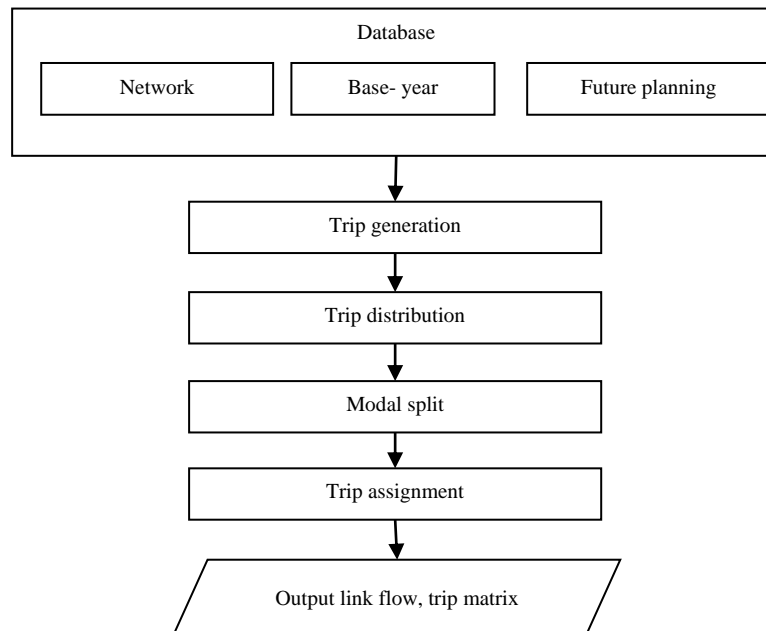 Database
Network
Base- year
Future planning
Trip generation
Trip distribution
Modal split
Trip assignment
Output link flow, trip matrix